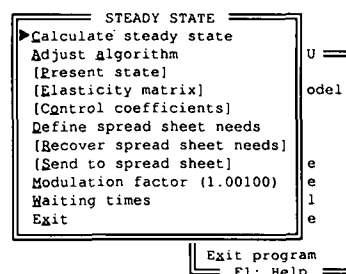 STEADY STATE
Calculate steady state
Adjust algorithm
U
[Present state]
[Elasticity matrix]
odel
[Control coefficients]
Define spread sheet needs
[Recover spread sheet needs]
[Send to spread sheet]
e
Modulation factor (1.00100)
e
Waiting times
l
Exit
e
Exit program
F1: Help